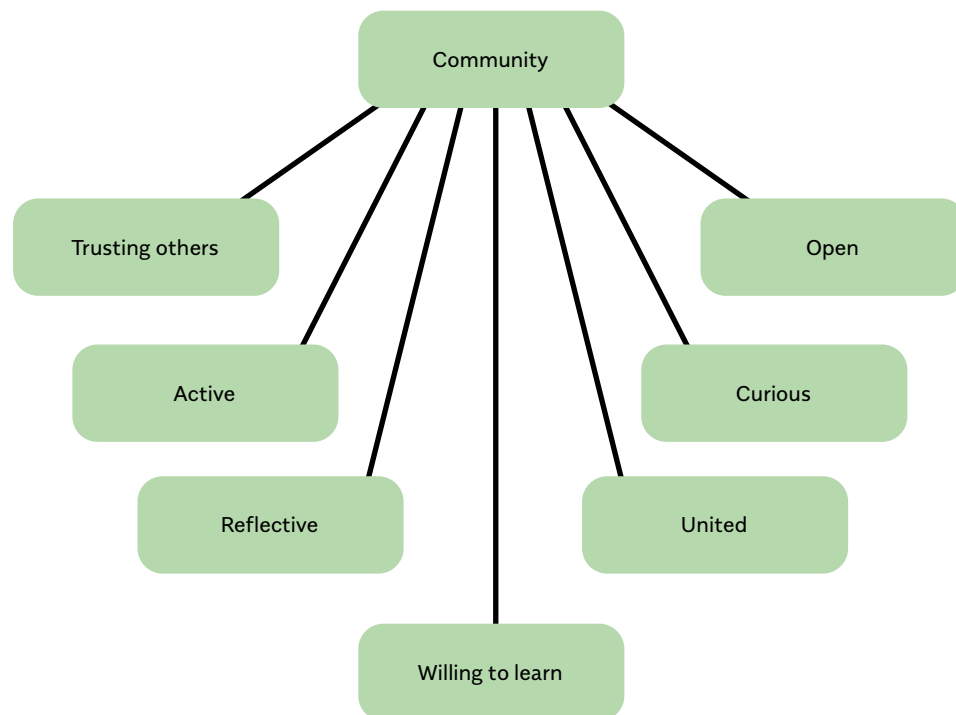 Community
Trusting others
Open
Active
Curious
Reflective
United
Willing to learn